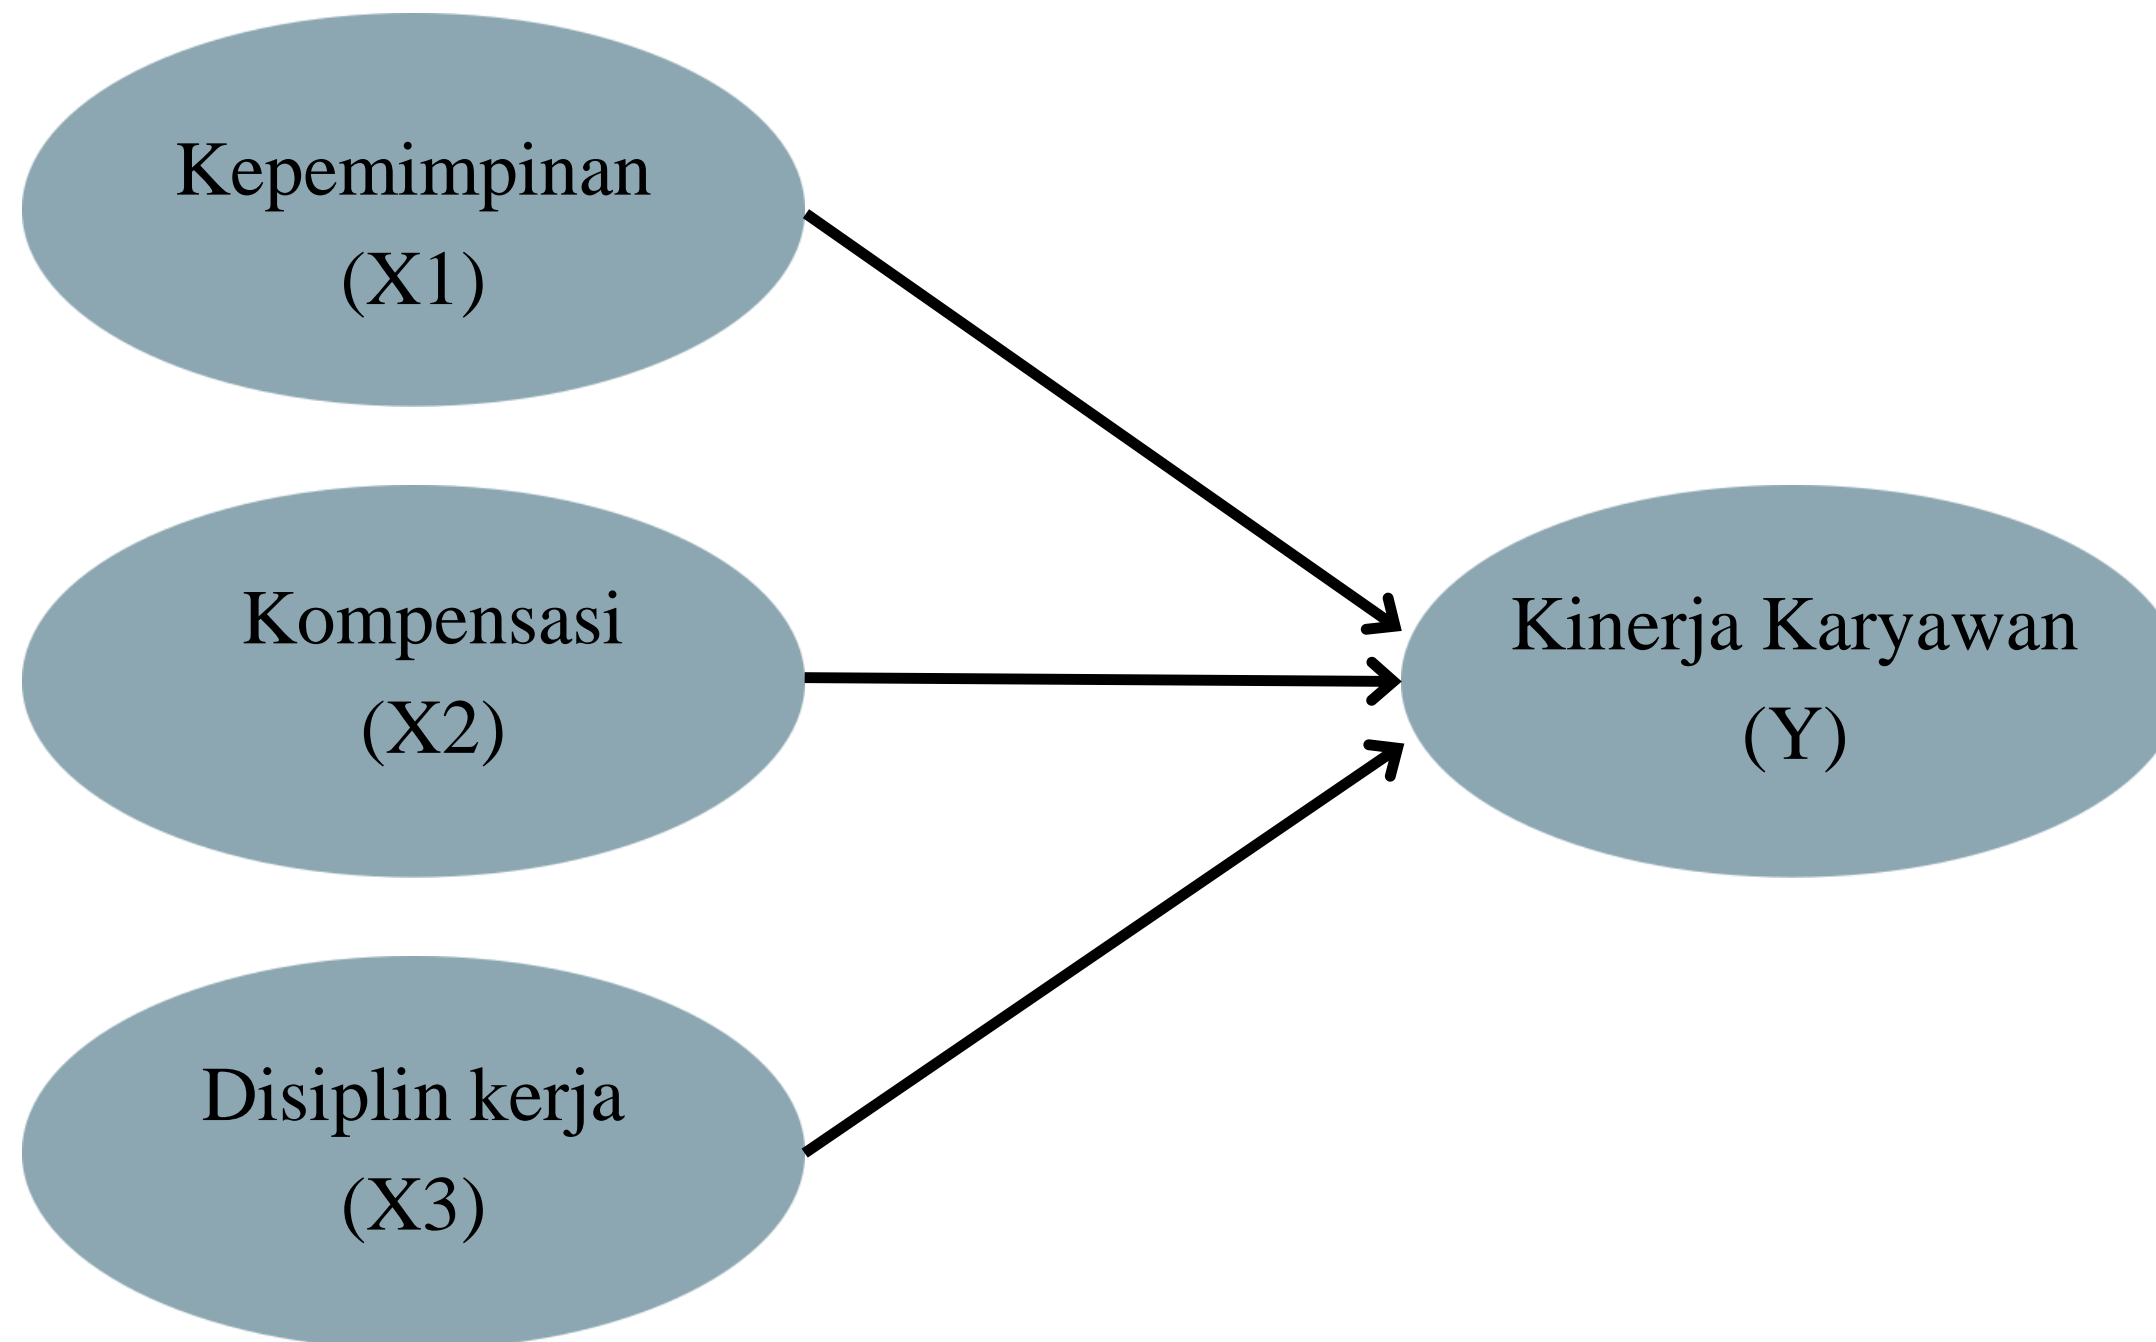 Kepemimpinan
(X1)
Kompensasi
(X2)
Kinerja Karyawan
(Y)
Disiplin kerja
(X3)